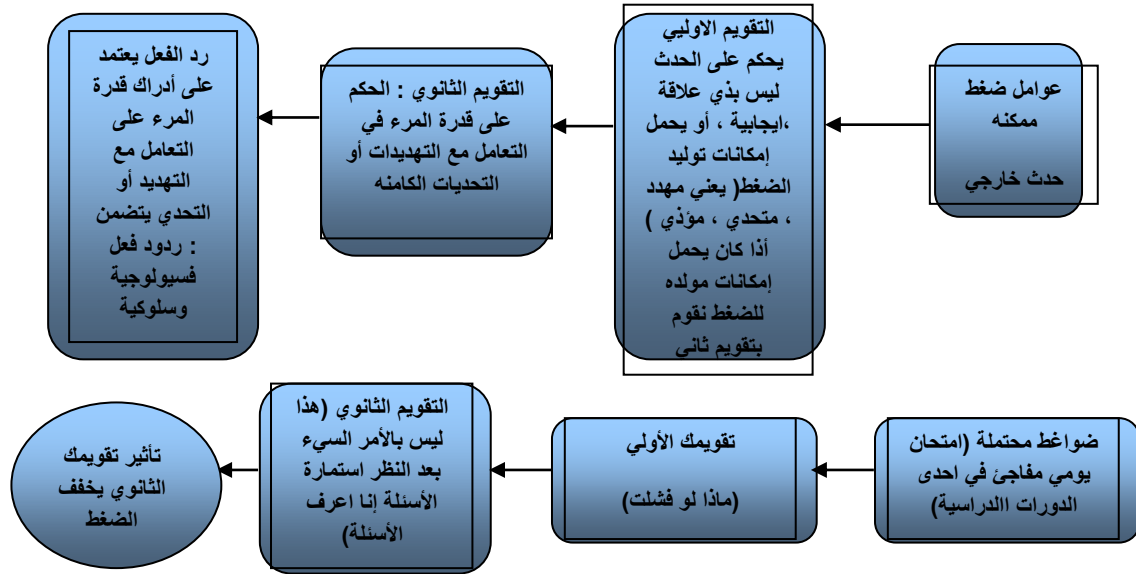 عوامل ضغط
ممكنه
حدث خارجي
التقويم الاوليي
يحكم على الحدث
ليس بذي علاقة
،ايجابية ، أو يحمل
إمكانات توليد
الضغط( يعني مهدد
، متحدي ، مؤذي )
أذا كان يحمل
إمكانات مولده
للضغط نقوم
بتقويم ثاني
التقويم الثانوي : الحكم
على قدرة المرء في
التعامل مع التهديدات أو
التحديات الكامنه
رد الفعل يعتمد
على أدراك قدرة
المرء على
التعامل مع
التهديد أو
التحدي يتضمن
: ردود فعل
فسيولوجية
وسلوكية
ضواغط محتملة (امتحان
يومي مفاجئ في احدى
الدورات االدراسية)
تقويمك الأولي
(ماذا لو فشلت)
التقويم الثانوي (هذا
ليس بالأمر السيء
بعد النظر استمارة
الأسئلة إنا اعرف
الأسئلة)
تأثير تقويمك
الثانوي يخفف
الضغط